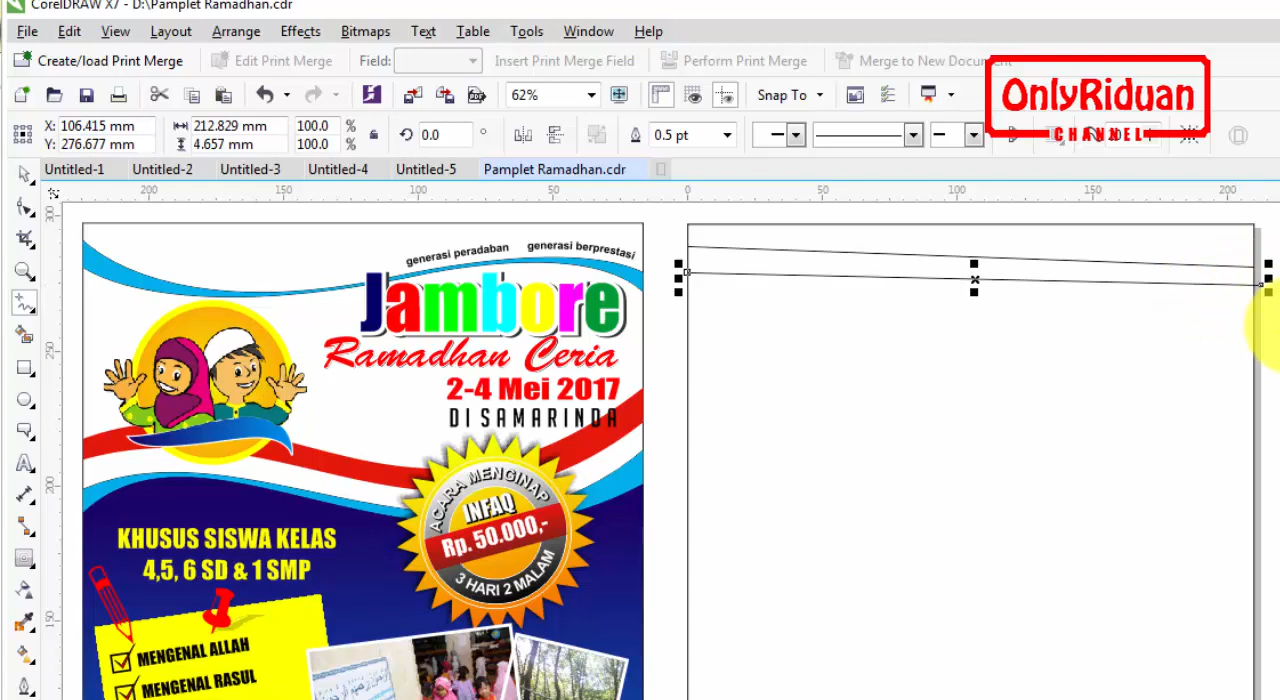 CorelDRAW X7 - D:\Pamplet Ramadhan.cdr
File Edit View Layout Arrange Effects Bitmaps Text Table Tools Window Help
Create/load Print Merge Edit Print Merge Field: Insert Print Merge Field Perform Print Merge Merge to New Document
62% Snap To
OnlyRiduan
CHANNEL
X: 106.415 mm 212.829 mm 100.0 % 0.0 ° 0.5 pt
Y: 276.677 mm 4.657 mm 100.0 %
Untitled-1 Untitled-2 Untitled-3 Untitled-4 Untitled-5 Pamplet Ramadhan.cdr
200 150 100 50 0 50 100 150 200
300
250
200
150
generasi peradaban generasi berprestasi
Jambore
Ramadhan Ceria
2-4 Mei 2017
DI SAMARINDA
ACARA MENGINAP
INFAQ
Rp. 50.000,-
3 HARI 2 MALAM
KHUSUS SISWA KELAS
4,5, 6 SD & 1 SMP
MENGENAL ALLAH
MENGENAL RASUL